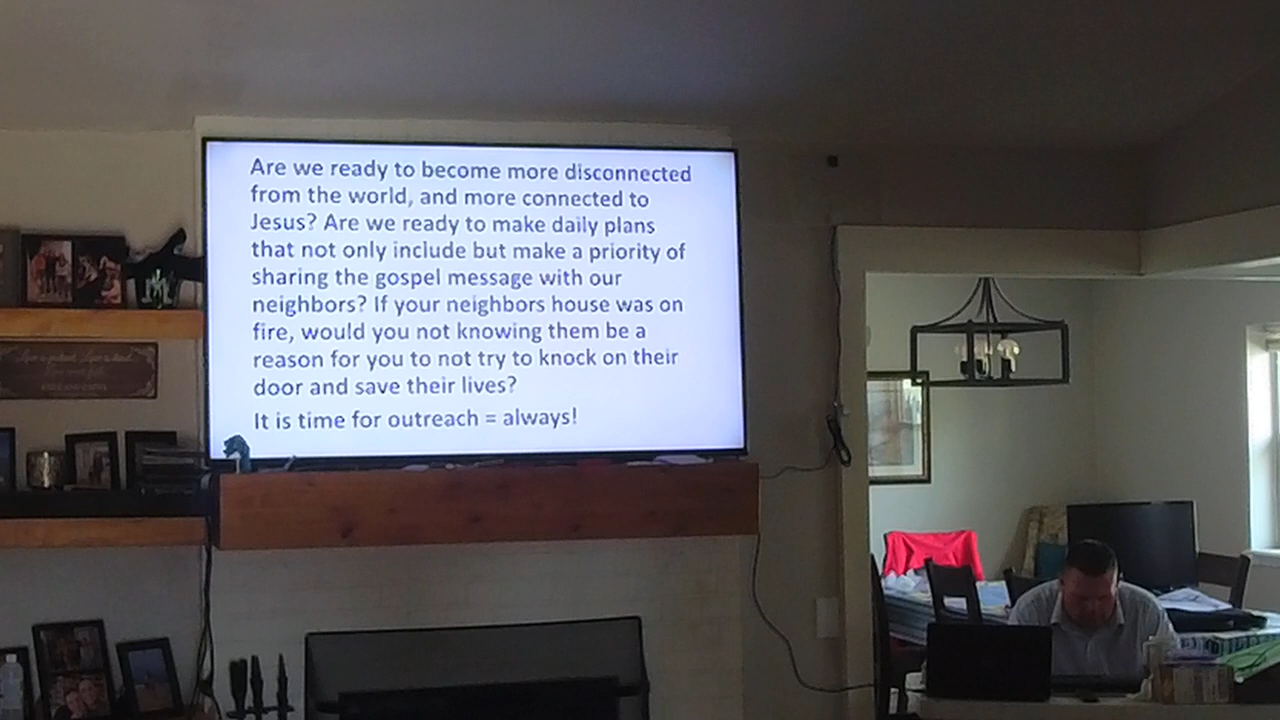 Are we ready to become more disconnected
from the world, and more connected to
Jesus? Are we ready to make daily plans
that not only include but make a priority of
sharing the gospel message with our
neighbors? If your neighbors house was on
fire, would you not knowing them be a
reason for you to not try to knock on their
door and save their lives?
It is time for outreach = always!